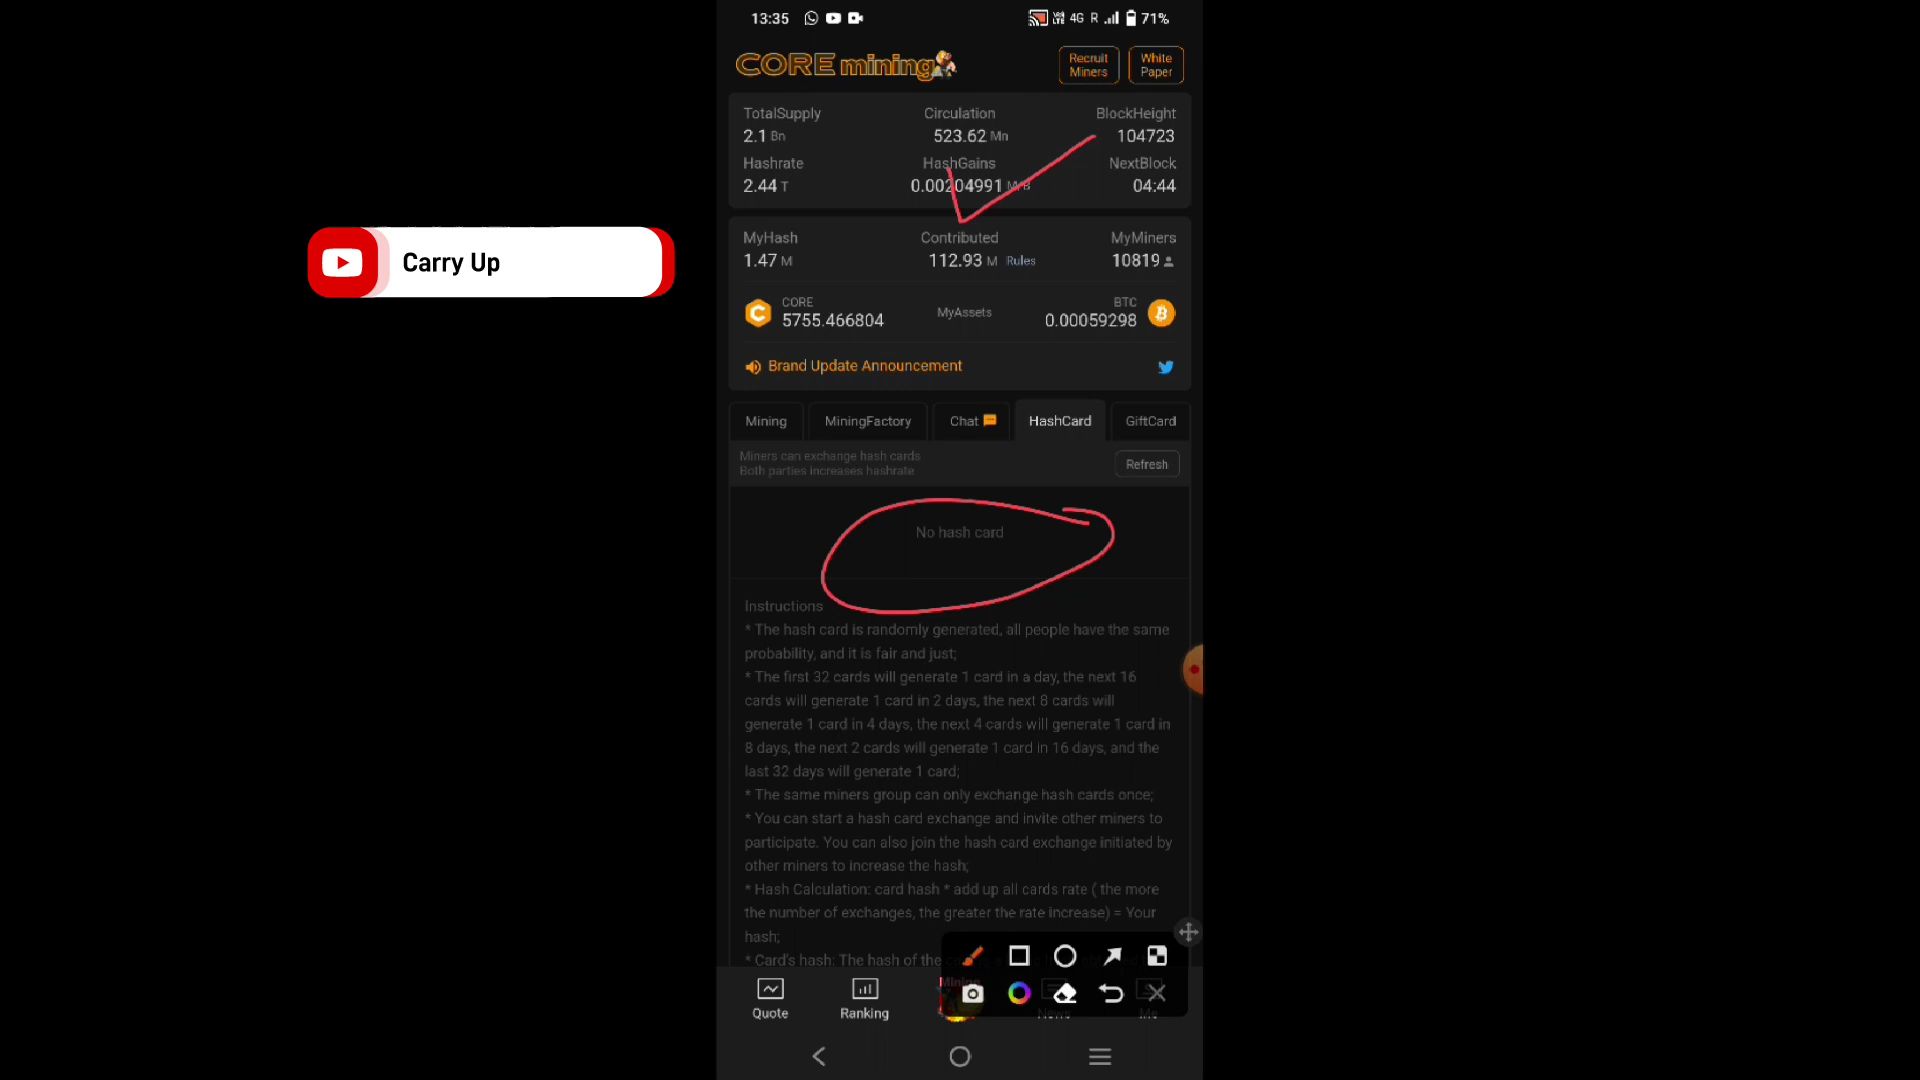 13:35
4G R 71%
CORE mining
Recruit
Miners
White
Paper
TotalSupply Circulation BlockHeight
2.1 Bn 523.62 Mn 104723
Hashrate HashGains NextBlock
2.44 T 0.00204991 M/B 04:44
MyHash Contributed MyMiners
1.47 M 112.93 M Rules 10819
CORE
5755.466804
MyAssets
BTC
0.00059298
Brand Update Announcement
Mining MiningFactory Chat HashCard GiftCard
Miners can exchange hash cards
Both parties increases hashrate
Refresh
No hash card
Instructions
* The hash card is randomly generated, all people have the same
probability, and it is fair and just;
* The first 32 cards will generate 1 card in a day, the next 16
cards will generate 1 card in 2 days, the next 8 cards will
generate 1 card in 4 days, the next 4 cards will generate 1 card in
8 days, the next 2 cards will generate 1 card in 16 days, and the
last 32 days will generate 1 card;
* The same miners group can only exchange hash cards once;
* You can start a hash card exchange and invite other miners to
participate. You can also join the hash card exchange initiated by
other miners to increase the hash;
* Hash Calculation: card hash * add up all cards rate ( the more
the number of exchanges, the greater the rate increase) = Your
hash;
* Card's hash: The hash of the
Quote Ranking Mining News Me
Carry Up